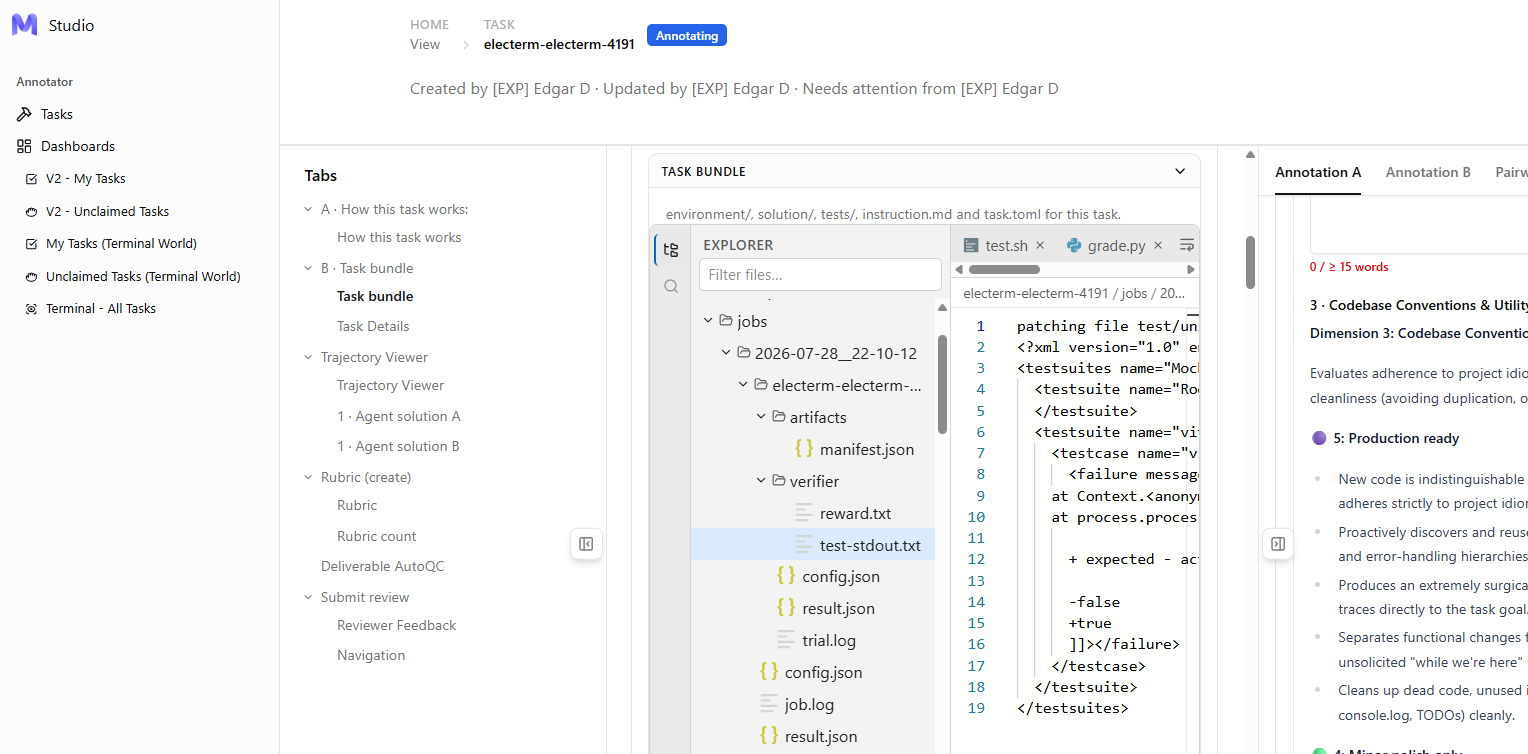 Studio
Annotator
Tasks
Dashboards
V2 - My Tasks
V2 - Unclaimed Tasks
My Tasks (Terminal World)
Unclaimed Tasks (Terminal World)
Terminal - All Tasks
HOME
View
TASK
electerm-electerm-4191
Annotating
Created by [EXP] Edgar D · Updated by [EXP] Edgar D · Needs attention from [EXP] Edgar D
Tabs
A · How this task works:
How this task works
B · Task bundle
Task bundle
Task Details
Trajectory Viewer
Trajectory Viewer
1 · Agent solution A
1 · Agent solution B
Rubric (create)
Rubric
Rubric count
Deliverable AutoQC
Submit review
Reviewer Feedback
Navigation
TASK BUNDLE
environment/, solution/, tests/, instruction.md and task.toml for this task.
EXPLORER
Filter files...
jobs
2026-07-28__22-10-12
electerm-electerm-...
artifacts
{} manifest.json
verifier
reward.txt
test-stdout.txt
{} config.json
{} result.json
trial.log
{} config.json
job.log
{} result.json
test.sh ×
grade.py ×
electerm-electerm-4191 / jobs / 20...
1 patching file test/un
2 <?xml version="1.0" en
3 <testsuites name="Moc
4 <testsuite name="Ro
5 </testsuite>
6 <testsuite name="vi
7 <testcase name="v
8 <failure messag
9 at Context.<anony
10 at process.proces
11
12 + expected - ac
13
14 -false
15 +true
16 ]]></failure>
17 </testcase>
18 </testsuite>
19 </testsuites>
Annotation A
Annotation B
Pairw
0 / ≥ 15 words
3 · Codebase Conventions & Utility
Dimension 3: Codebase Conventio
Evaluates adherence to project idio
cleanliness (avoiding duplication, o
5: Production ready
New code is indistinguishable
adheres strictly to project idior
Proactively discovers and reuse
and error-handling hierarchies
Produces an extremely surgica
traces directly to the task goal.
Separates functional changes f
unsolicited "while we're here"
Cleans up dead code, unused i
console.log, TODOs) cleanly.
4: Minor polish only